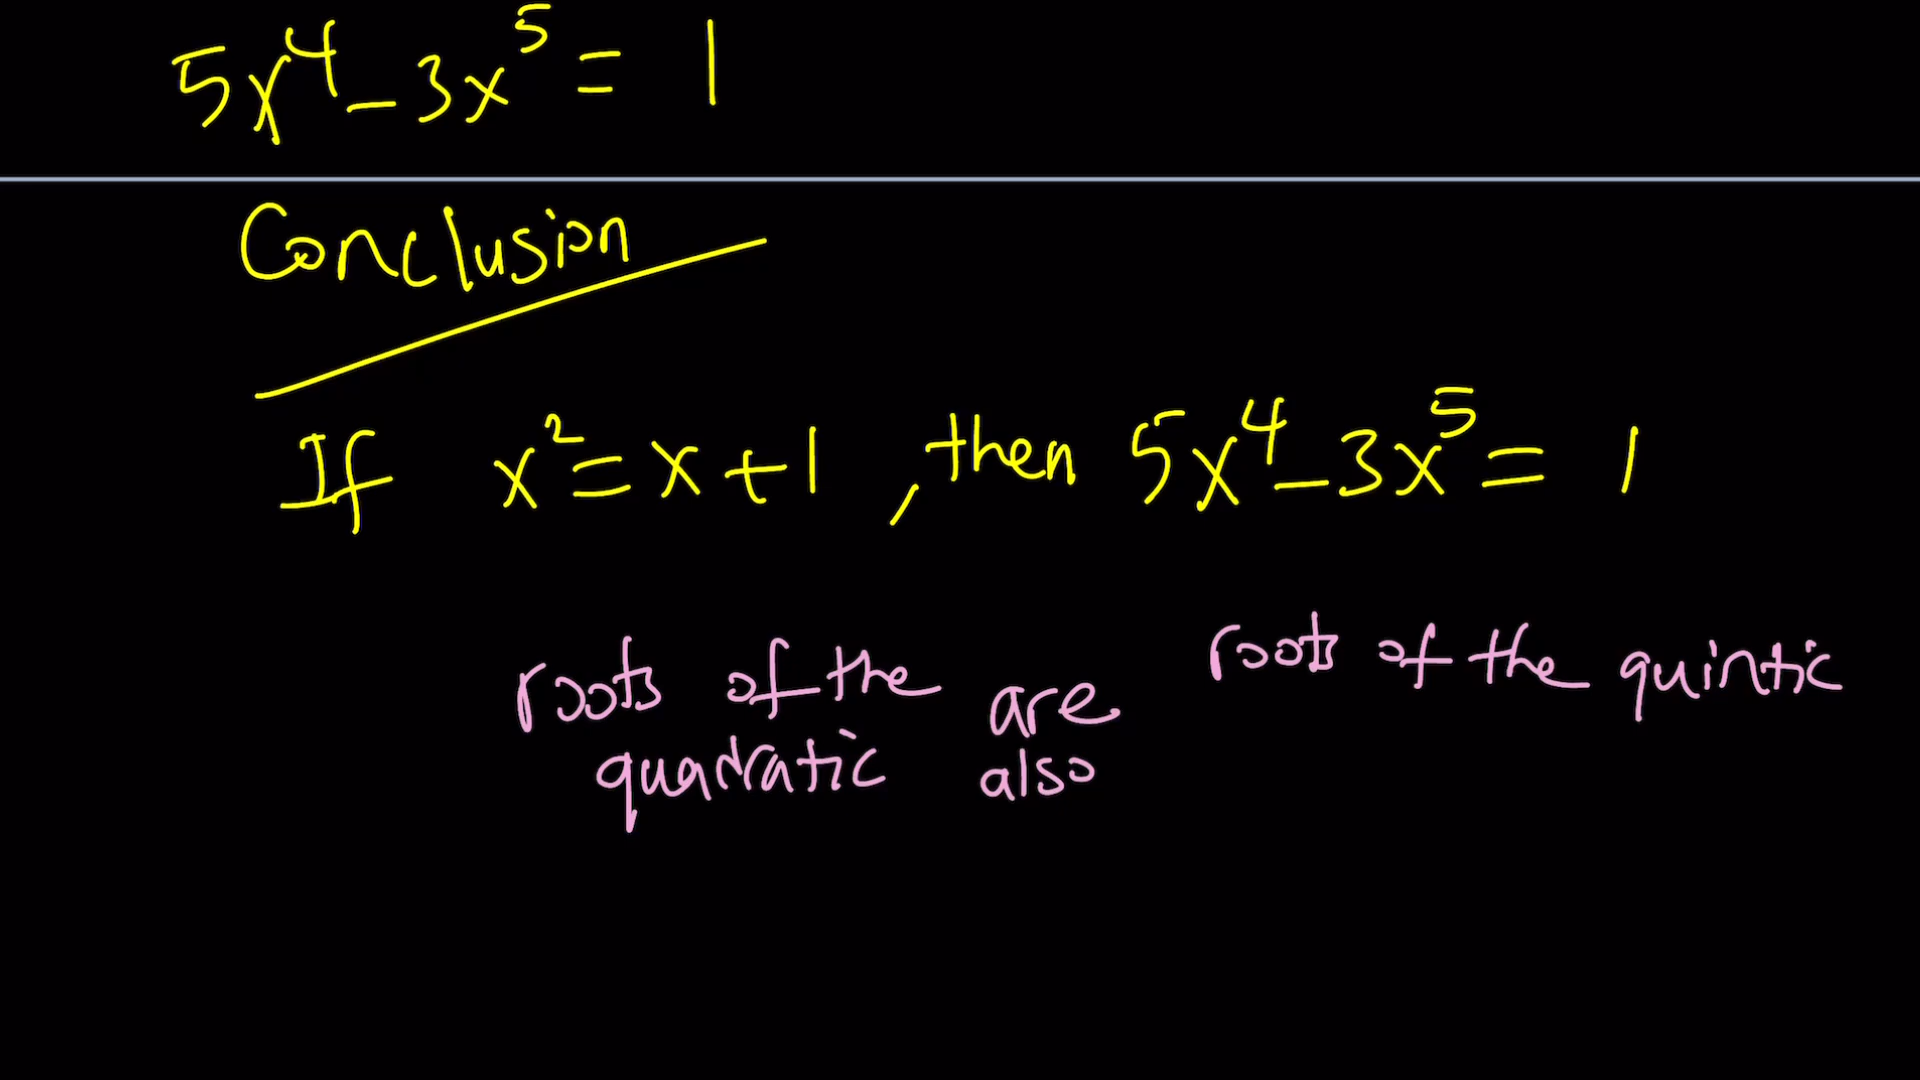 5x⁴ - 3x⁵ = 1
Conclusion
If x² = x + 1, then 5x⁴ - 3x⁵ = 1
roots of the quadratic are also roots of the quintic